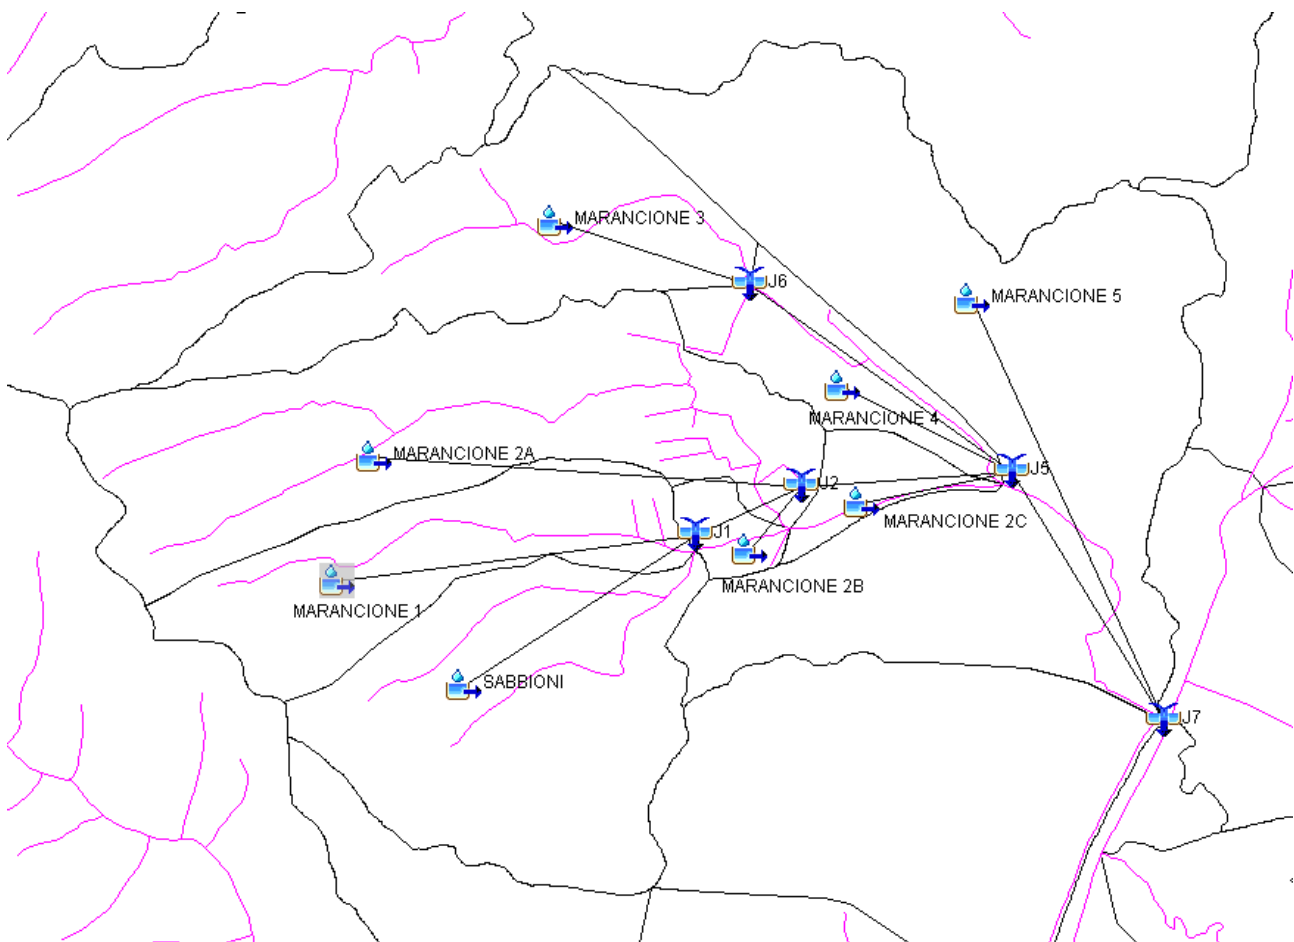 MARANCIONE 3
J6
MARANCIONE 5
MARANCIONE 4
MARANCIONE 2A
J5
J2
MARANCIONE 2C
J1
MARANCIONE 2B
MARANCIONE 1
SABBIONI
J7